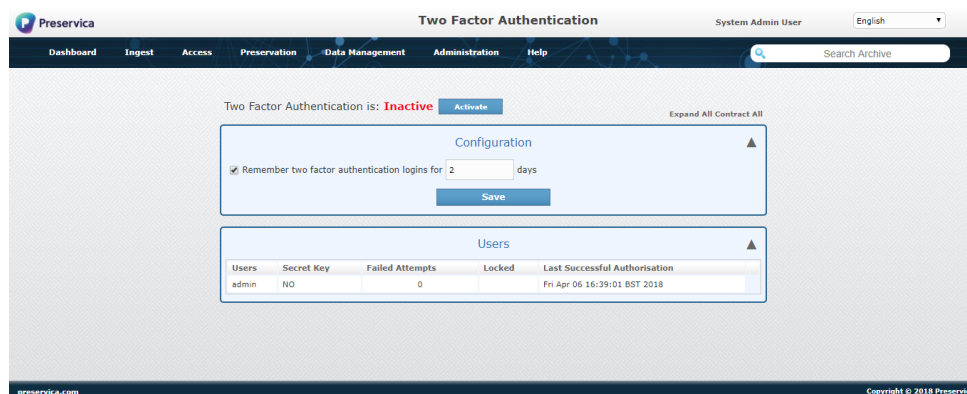 Preservica Two Factor Authentication System Admin User English
Dashboard Ingest Access Preservation Data Management Administration Help Search Archive
Two Factor Authentication is: Inactive Activate
Expand All Contract All
Configuration
Remember two factor authentication logins for 2 days
Save
Users
Users Secret Key Failed Attempts Locked Last Successful Authorisation
admin NO 0 Fri Apr 06 16:39:01 BST 2018
preservica.com Copyright © 2018 Preservi